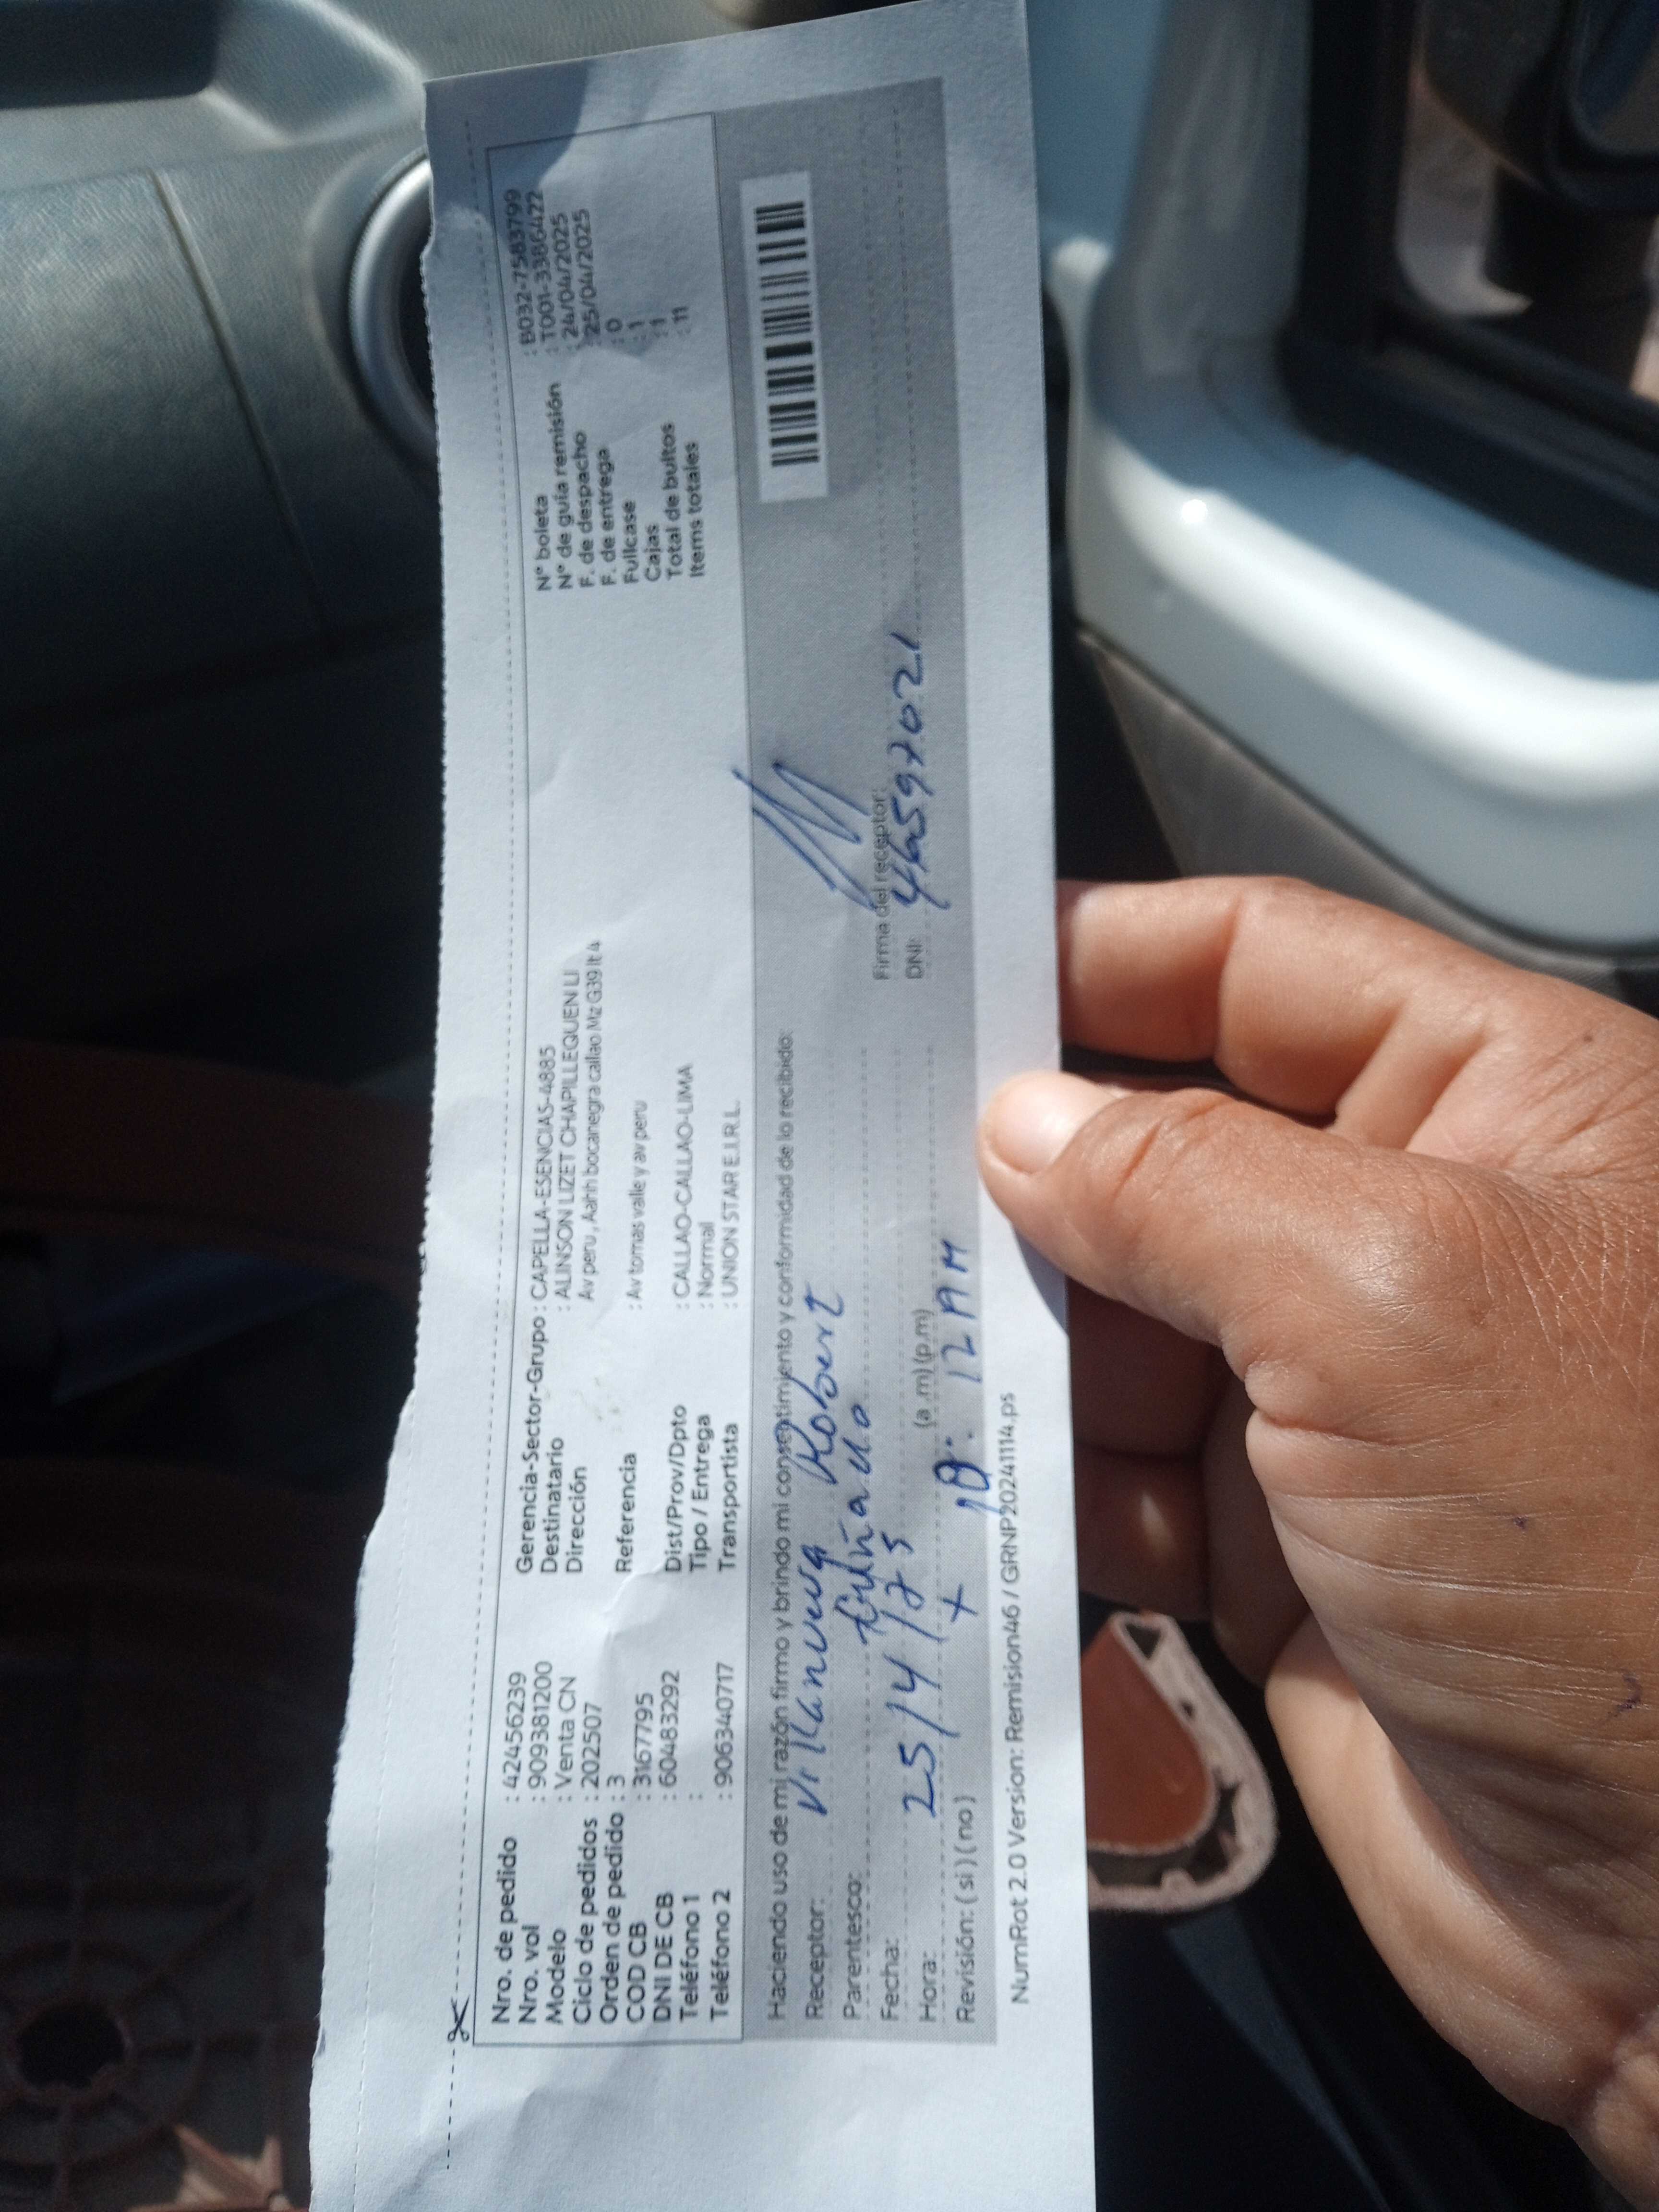 Nro. de pedido : 42456239
Nro. vol : 909381200
Modelo : Venta CN
Ciclo de pedidos : 202507
Orden de pedido : 3
COD CB : 3167795
DNI DE CB : 60483292
Teléfono 1 :
Teléfono 2 : 906340717
Gerencia-Sector-Grupo : CAPELLA-ESENCIAS-4885
Destinatario : ALINSON LIZET CHAPILLEQUEN LI
Dirección Av peru , Aahh bocanegra callao Mz G39 lt 4
Referencia : Av tomas valle y av peru
Dist/Prov/Dpto : CALLAO-CALLAO-LIMA
Tipo / Entrega : Normal
Transportista : UNION STAR E.I.R.L.
N° boleta : B032-7583799
N° de guía remisión : T001-3386422
F. de despacho : 24/04/2025
F. de entrega : 25/04/2025
Fullcase : 0
Cajas : 1
Total de bultos : 1
Items totales : 11
Haciendo uso de mi razón firmo y brindo mi consentimiento y conformidad de lo recibido:
Receptor: Villanueva Robert
Parentesco:
Fecha: 25/4/25
Hora: (a.m) (p.m)
12 AM
Revisión: ( si ) ( no )
Firma del receptor:
DNI: 46597021
NumRot 2.0 Version: Remision46 / GRNP20241114.ps